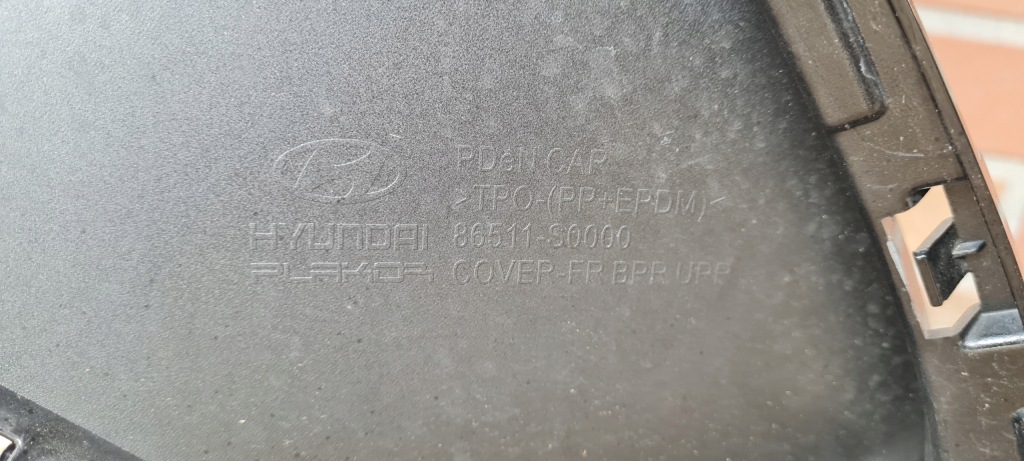 PDeN CAR
>TPO-(PP+EPDM)<
HYUNDAI 86511-S0000
PLAKOR COVER-FR BPR UPR